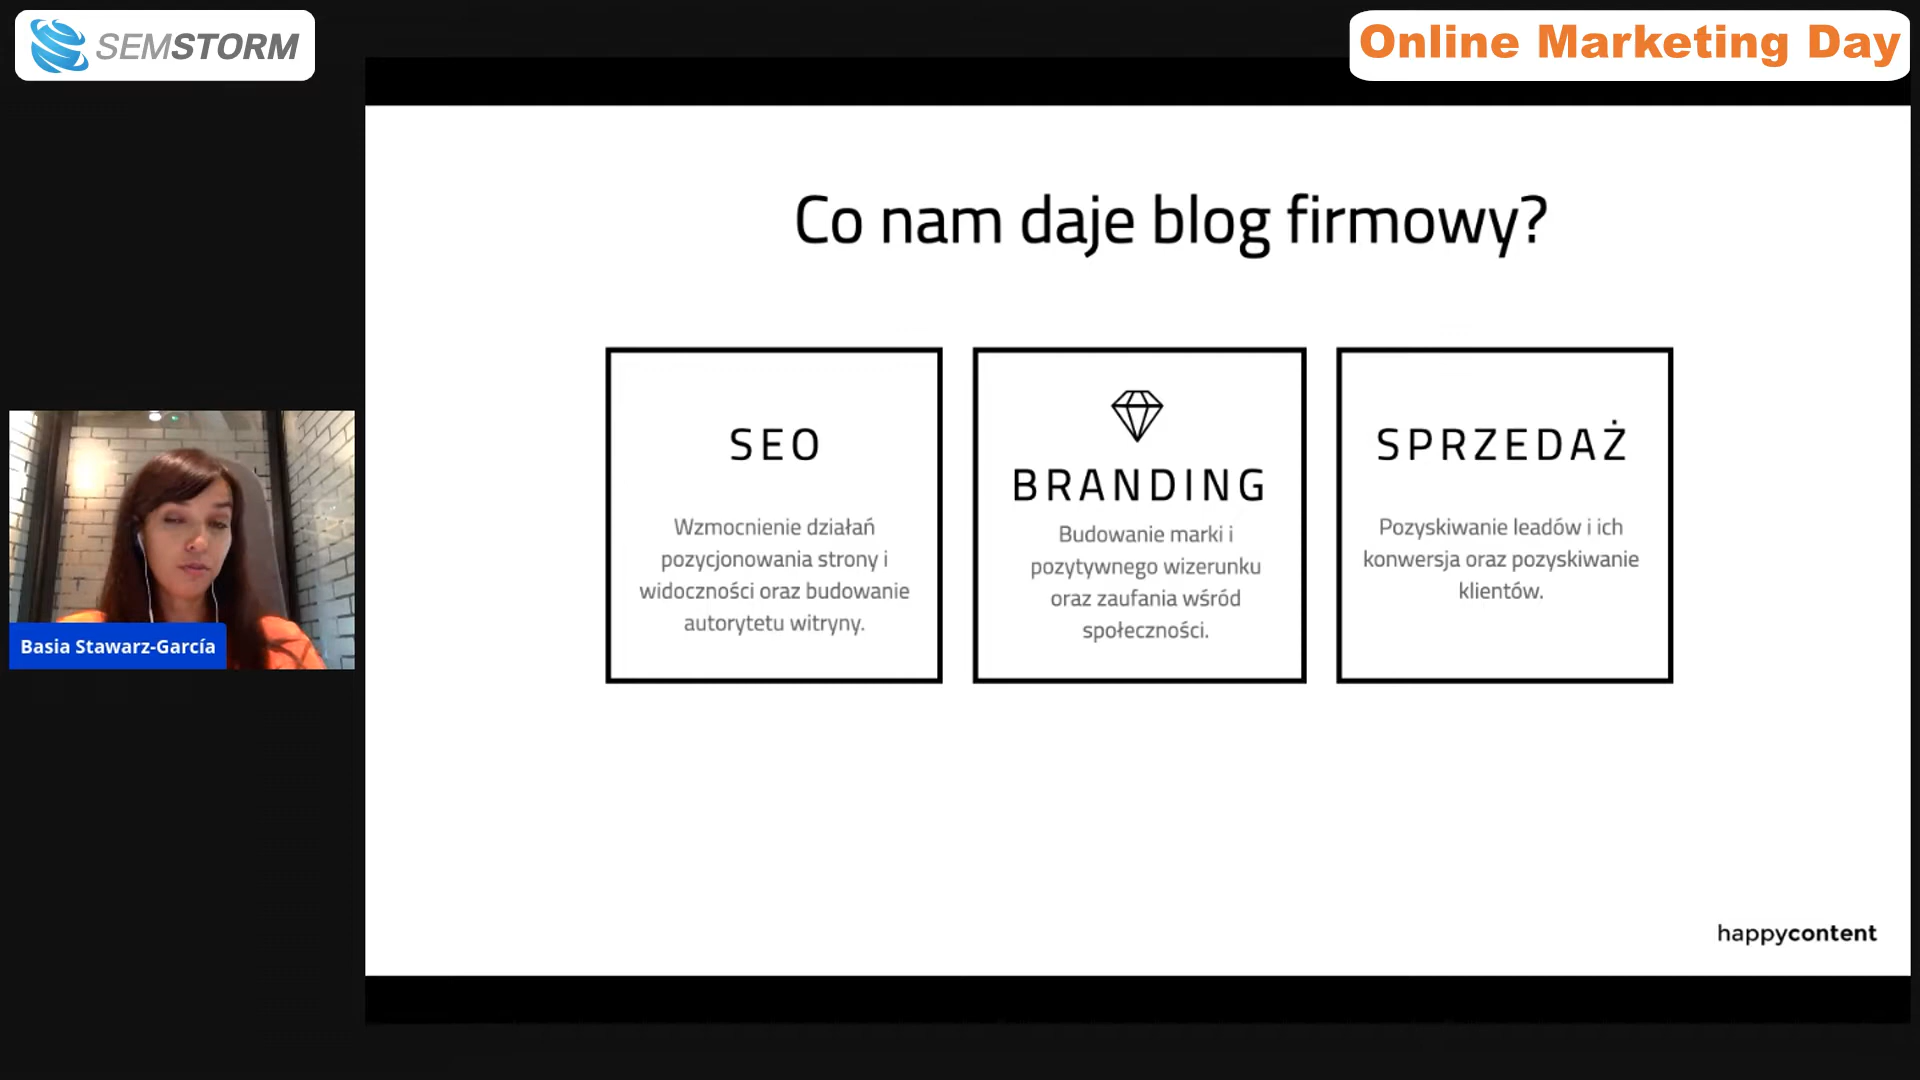 SEMSTORM
Online Marketing Day
Co nam daje blog firmowy?
SEO
Wzmocnienie działań
pozycjonowania strony i
widoczności oraz budowanie
autorytetu witryny.
BRANDING
Budowanie marki i
pozytywnego wizerunku
oraz zaufania wśród
społeczności.
SPRZEDAŻ
Pozyskiwanie leadów i ich
konwersja oraz pozyskiwanie
klientów.
Basia Stawarz-García
happycontent